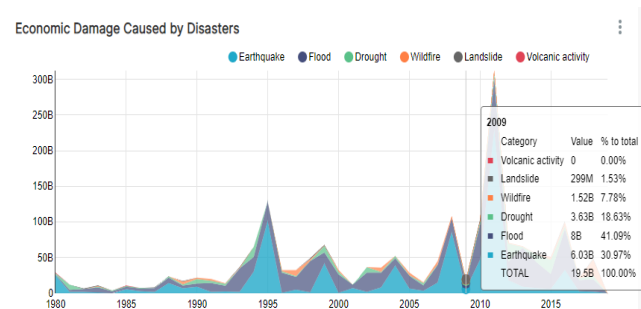 Economic Damage Caused by Disasters
Earthquake Flood Drought Wildfire Landslide Volcanic activity
300B
250B
200B
150B
100B
50B
0
1980 1985 1990 1995 2000 2005 2010 2015
2009
Category Value % to total
Volcanic activity 0 0.00%
Landslide 299M 1.53%
Wildfire 1.52B 7.78%
Drought 3.63B 18.63%
Flood 8B 41.09%
Earthquake 6.03B 30.97%
TOTAL 19.5B 100.00%